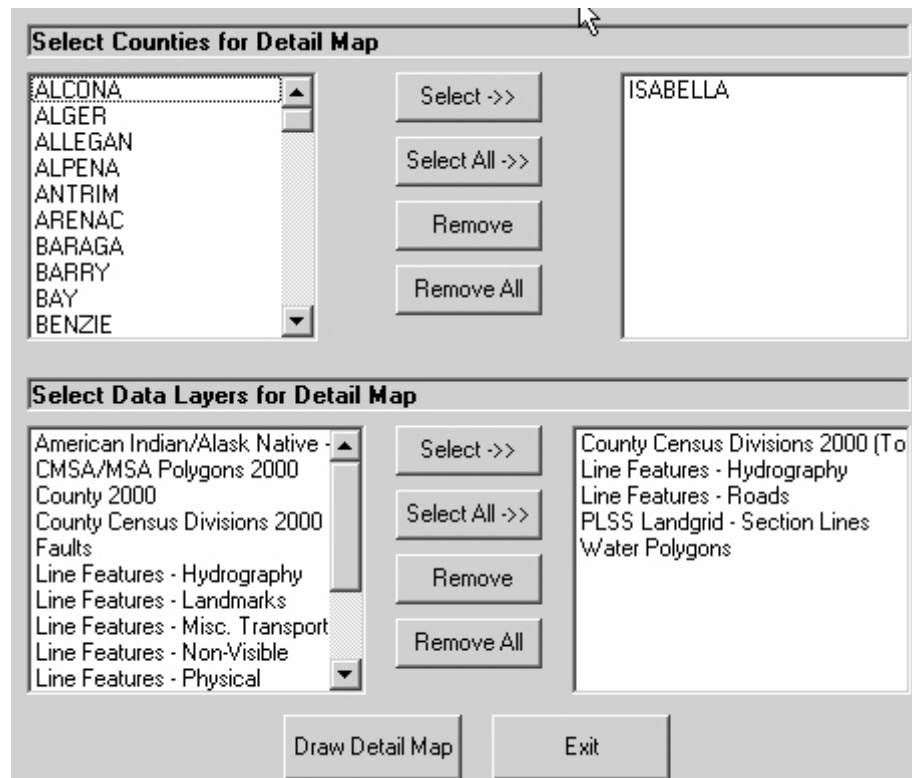 Select Counties for Detail Map
ALCONA
ALGER
ALLEGAN
ALPENA
ANTRIM
ARENAC
BARAGA
BARRY
BAY
BENZIE
Select ->>
Select All ->>
Remove
Remove All
ISABELLA
Select Data Layers for Detail Map
American Indian/Alask Native -
CMSA/MSA Polygons 2000
County 2000
County Census Divisions 2000
Faults
Line Features - Hydrography
Line Features - Landmarks
Line Features - Misc. Transport
Line Features - Non-Visible
Line Features - Physical
Select ->>
Select All ->>
Remove
Remove All
County Census Divisions 2000 (To
Line Features - Hydrography
Line Features - Roads
PLSS Landgrid - Section Lines
Water Polygons
Draw Detail Map
Exit